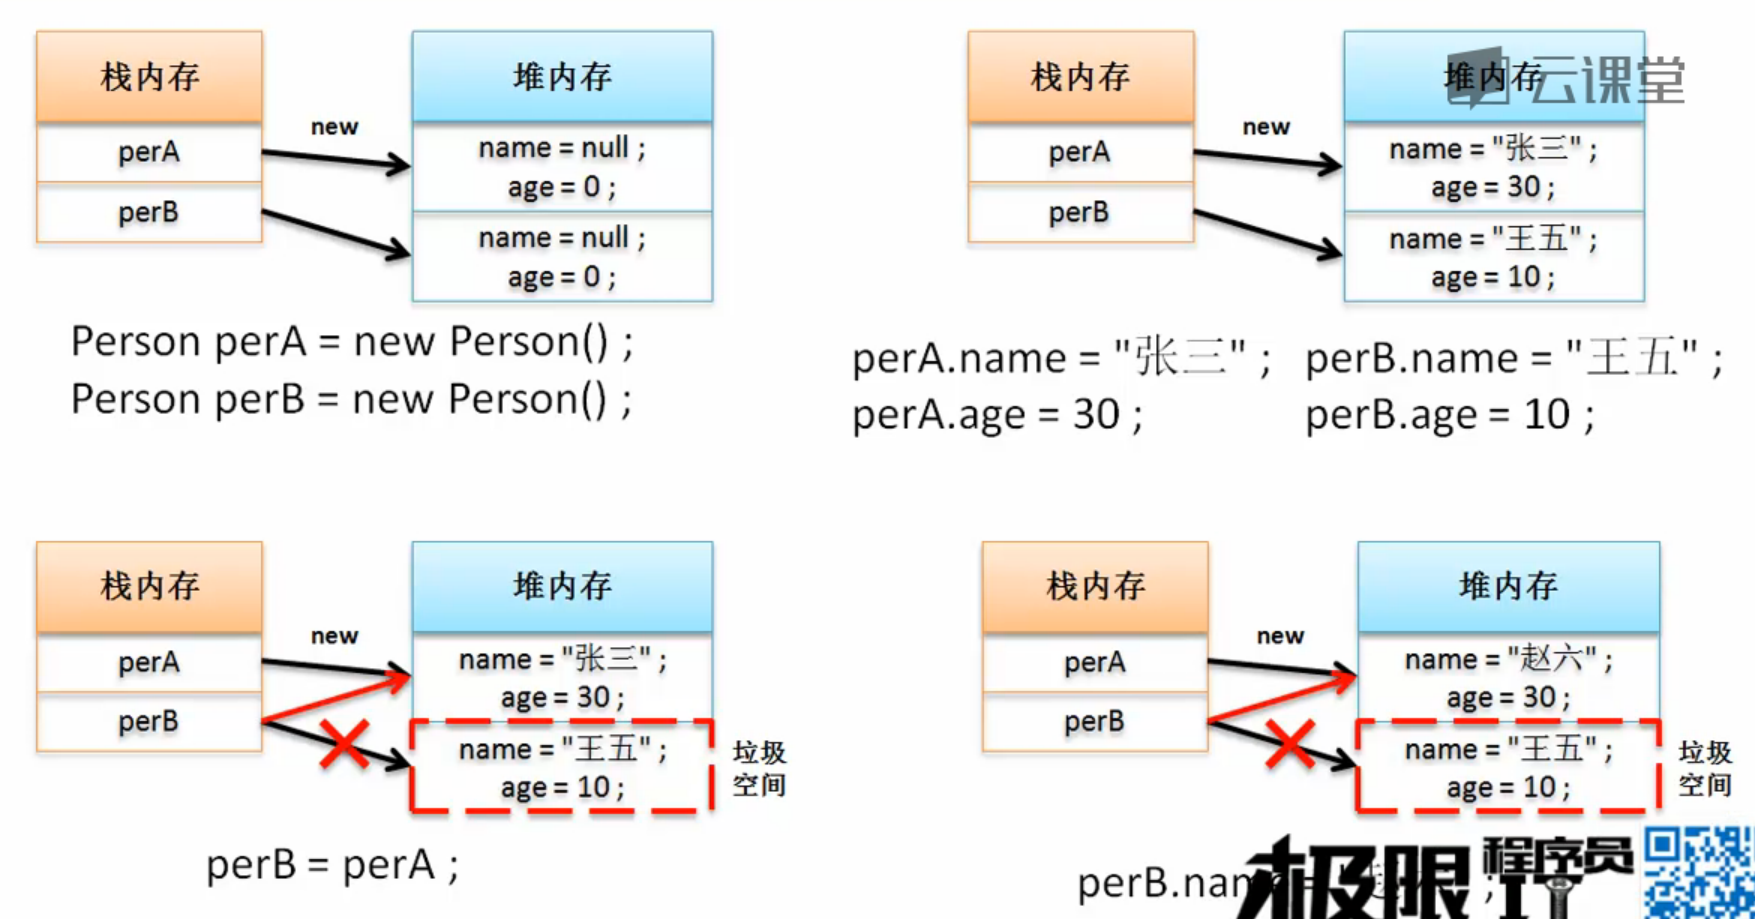 栈内存
堆内存
new
perA
name = null ;
age = 0 ;
perB
name = null ;
age = 0 ;
Person perA = new Person() ;
Person perB = new Person() ;
栈内存
堆内存
云课堂
new
perA
name = "张三" ;
age = 30 ;
perB
name = "王五" ;
age = 10 ;
perA.name = "张三" ; perB.name = "王五" ;
perA.age = 30 ; perB.age = 10 ;
栈内存
堆内存
new
perA
name = "张三" ;
age = 30 ;
perB
name = "王五" ;
age = 10 ;
垃圾
空间
perB = perA ;
栈内存
堆内存
new
perA
name = "赵六" ;
age = 30 ;
perB
name = "王五" ;
age = 10 ;
垃圾
空间
perB.nam
极限IT
程序员